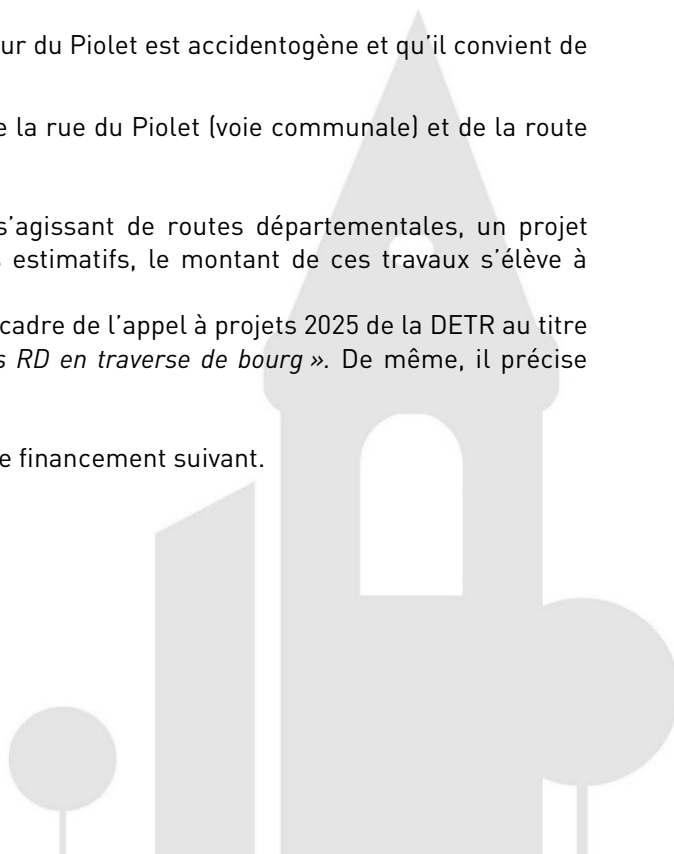 ur du Piolet est accidentogène et qu'il convient de
e la rue du Piolet (voie communale) et de la route
s'agissant de routes départementales, un projet
s estimatifs, le montant de ces travaux s'élève à
cadre de l'appel à projets 2025 de la DETR au titre
s RD en traverse de bourg ». De même, il précise
e financement suivant.